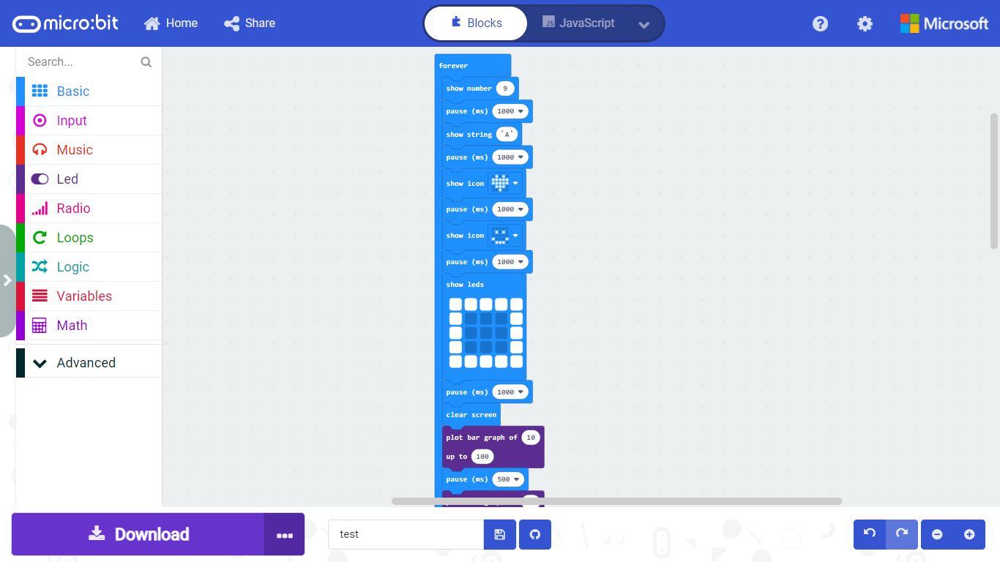 micro:bit Home Share Blocks JS JavaScript ? Microsoft
Search...
Basic
Input
Music
Led
Radio
Loops
Logic
Variables
Math
Advanced
forever
show number 9
pause (ms) 1000
show string "A"
pause (ms) 1000
show icon
pause (ms) 1000
show icon
pause (ms) 1000
show leds
pause (ms) 1000
clear screen
plot bar graph of 10
up to 100
pause (ms) 500
Download
test